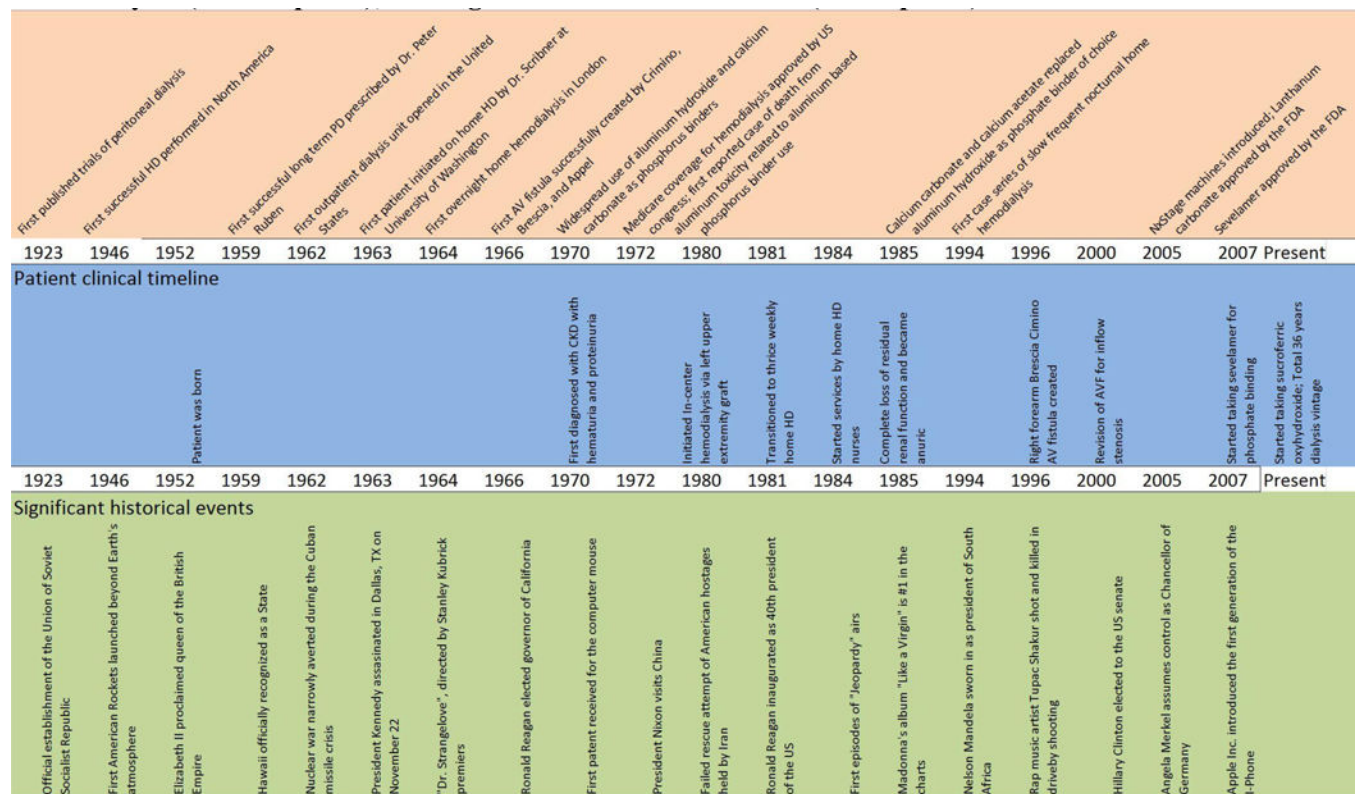 First published trials of peritoneal dialysis
First successful HD performed in North America
First successful long term PD prescribed by Dr. Peter
Ruben
First outpatient dialysis unit opened in the United
States
First patient initiated on home HD by Dr. Scribner at
University of Washington
First overnight home hemodialysis in London
First AV fistula successfully created by Crimino,
Brescia, and Appel
Widespread use of aluminum hydroxide and calcium
carbonate as phosphorus binders
Medicare coverage for hemodialysis approved by US
congress; first reported case of death from
aluminum toxicity related to aluminum based
phosphorus binder use
Calcium carbonate and calcium acetate replaced
aluminum hydroxide as phosphate binder of choice
First case series of slow frequent nocturnal home
hemodialysis
NxStage machines introduced; Lanthanum
carbonate approved by the FDA
Sevelamer approved by the FDA
1923 1946 1952 1959 1962 1963 1964 1966 1970 1972 1980 1981 1984 1985 1994 1996 2000 2005 2007 Present
Patient clinical timeline
Patient was born
First diagnosed with CKD with
hematuria and proteinuria
Initiated In-center
hemodialysis via left upper
extremity graft
Transitioned to thrice weekly
home HD
Started services by home HD
nurses
Complete loss of residual
renal function and became
anuric
Right forearm Brescia Cimino
AV fistula created
Revision of AVF for inflow
stenosis
Started taking sevelamer for
phosphate binding
Started taking sucroferric
oxyhydroxide; Total 36 years
dialysis vintage
1923 1946 1952 1959 1962 1963 1964 1966 1970 1972 1980 1981 1984 1985 1994 1996 2000 2005 2007 Present
Significant historical events
Official establishment of the Union of Soviet
Socialist Republic
First American Rockets launched beyond Earth's
atmosphere
Elizabeth II proclaimed queen of the British
Empire
Hawaii officially recognized as a State
Nuclear war narrowly averted during the Cuban
missile crisis
President Kennedy assasinated in Dallas, TX on
November 22
"Dr. Strangelove", directed by Stanley Kubrick
premiers
Ronald Reagan elected governor of California
First patent received for the computer mouse
President Nixon visits China
Failed rescue attempt of American hostages
held by Iran
Ronald Reagan inaugurated as 40th president
of the US
First episodes of "Jeopardy" airs
Madonna's album "Like a Virgin" is #1 in the
charts
Nelson Mandela sworn in as president of South
Africa
Rap music artist Tupac Shakur shot and killed in
driveby shooting
Hillary Clinton elected to the US senate
Angela Merkel assumes control as Chancellor of
Germany
Apple Inc. introduced the first generation of the
I-Phone